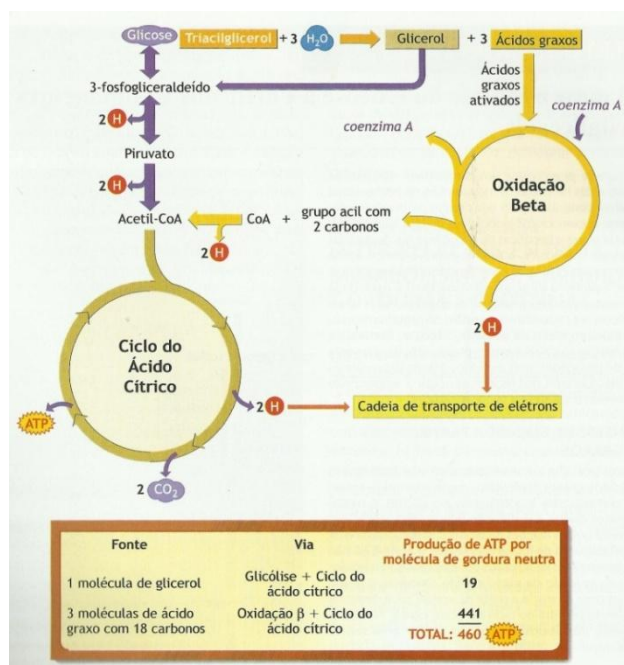 Glicose Triacilglicerol + 3 H₂O Glicerol + 3 Ácidos graxos
3-fosfogliceraldeído
Ácidos
graxos
ativados
coenzima A
2 H
coenzima A
Piruvato
Oxidação
Beta
2 H
Acetil-CoA CoA + grupo acil com
2 carbonos
2 H
2 H
Ciclo do
Ácido
Cítrico
2 H Cadeia de transporte de elétrons
ATP
2 CO₂
Fonte Via Produção de ATP por
molécula de gordura neutra
1 molécula de glicerol Glicólise + Ciclo do
ácido cítrico 19
3 moléculas de ácido
graxo com 18 carbonos Oxidação β + Ciclo do
ácido cítrico 441
TOTAL: 460 ATP